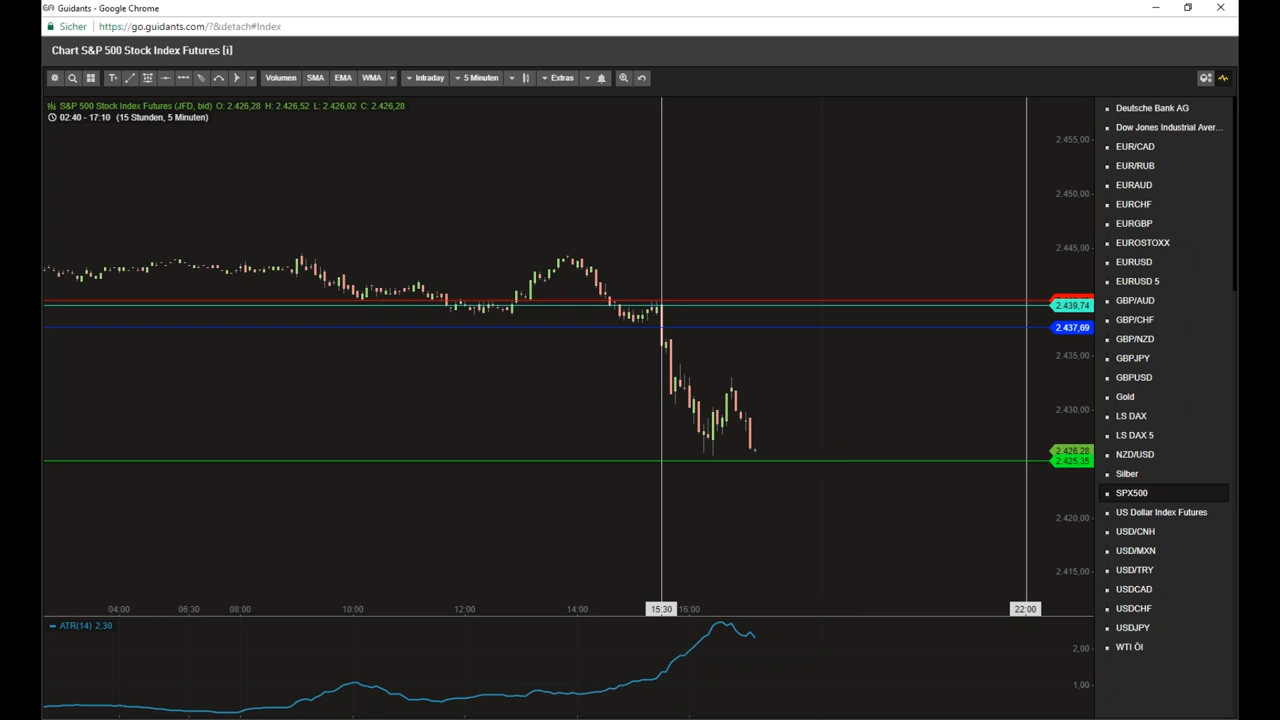 Guidants - Google Chrome
Sicher https://go.guidants.com/?&detach#Index
Chart S&P 500 Stock Index Futures [i]
Volumen SMA EMA WMA Intraday 5 Minuten Extras
S&P 500 Stock Index Futures (JFD, bid) O: 2.426,28 H: 2.426,52 L: 2.426,02 C: 2.426,28
02:40 - 17:10 (15 Stunden, 5 Minuten)
2.455,00
2.450,00
2.445,00
2.439,74
2.437,69
2.435,00
2.430,00
2.426,28
2.425,35
2.420,00
2.415,00
04:00 06:30 08:00 10:00 12:00 14:00 15:30 16:00 22:00
ATR(14) 2,30
2,00
1,00
Deutsche Bank AG
Dow Jones Industrial Aver...
EUR/CAD
EUR/RUB
EURAUD
EURCHF
EURGBP
EUROSTOXX
EURUSD
EURUSD 5
GBP/AUD
GBP/CHF
GBP/NZD
GBPJPY
GBPUSD
Gold
LS DAX
LS DAX 5
NZD/USD
Silber
SPX500
US Dollar Index Futures
USD/CNH
USD/MXN
USD/TRY
USDCAD
USDCHF
USDJPY
WTI Öl